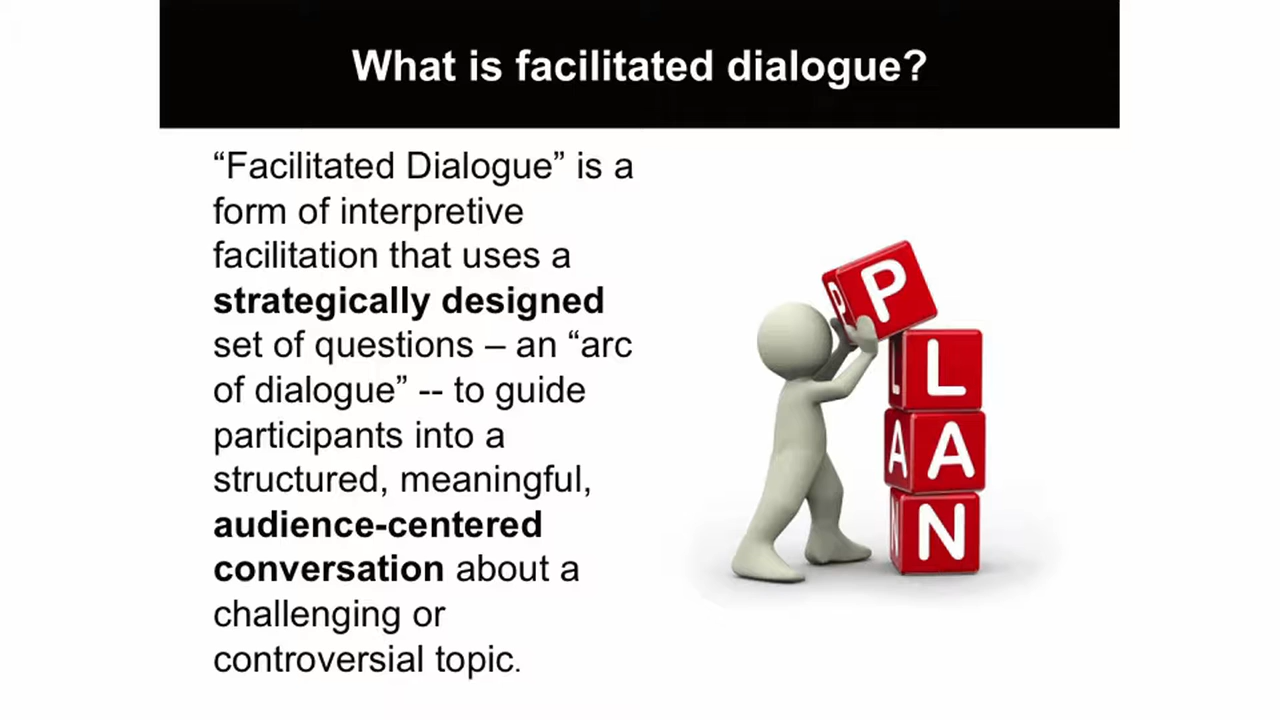 What is facilitated dialogue?
“Facilitated Dialogue” is a
form of interpretive
facilitation that uses a
strategically designed
set of questions – an “arc
of dialogue” -- to guide
participants into a
structured, meaningful,
audience-centered
conversation about a
challenging or
controversial topic.
P
L
A
N